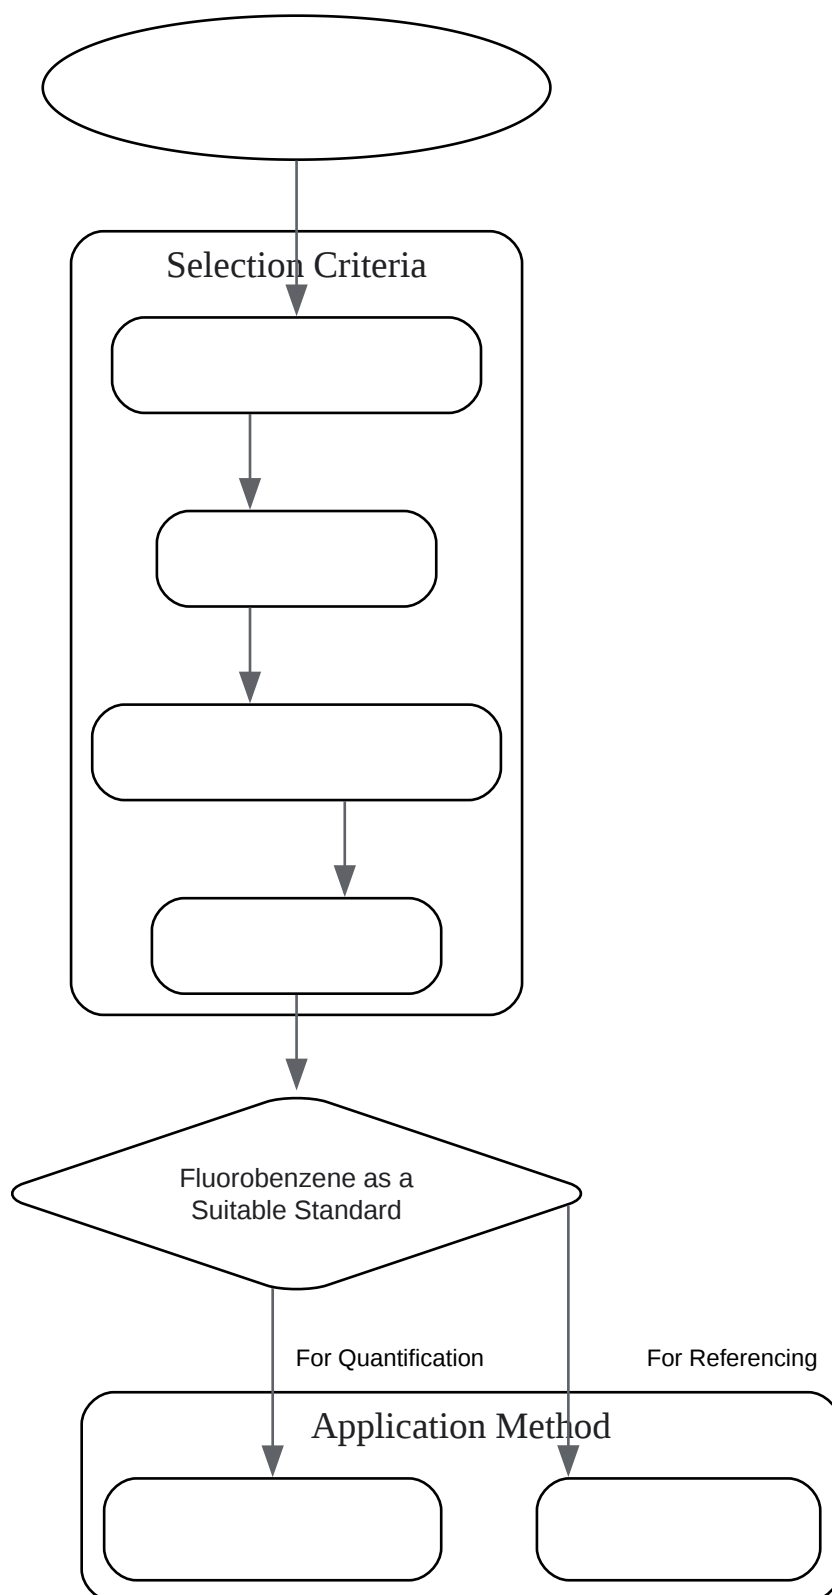 Selection Criteria
Fluorobenzene as a
Suitable Standard
For Quantification
For Referencing
Application Method